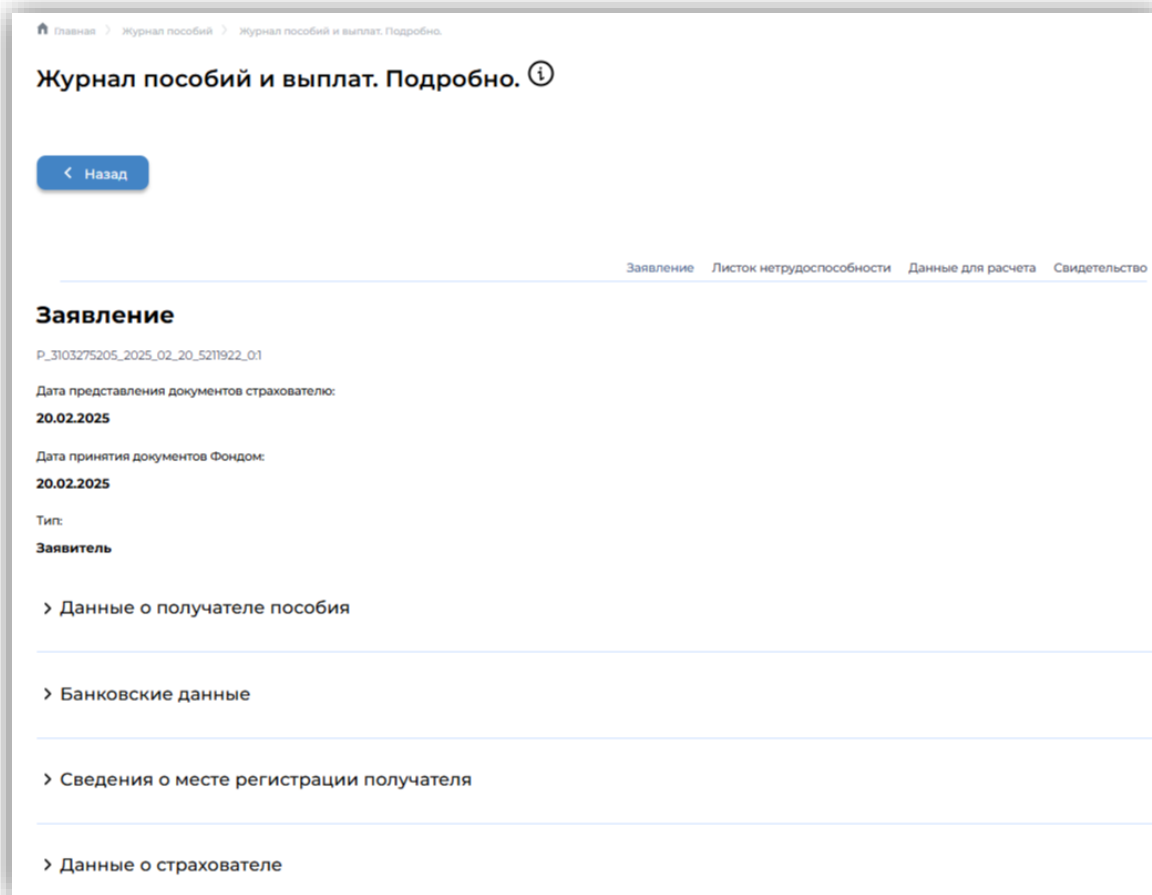 Главная > Журнал пособий > Журнал пособий и выплат. Подробно.
Журнал пособий и выплат. Подробно.
Назад
Заявление Листок нетрудоспособности Данные для расчета Свидетельство
Заявление
P_3103275205_2025_02_20_5211922_0:1
Дата представления документов страхователю:
20.02.2025
Дата принятия документов Фондом:
20.02.2025
Тип:
Заявитель
Данные о получателе пособия
Банковские данные
Сведения о месте регистрации получателя
Данные о страхователе